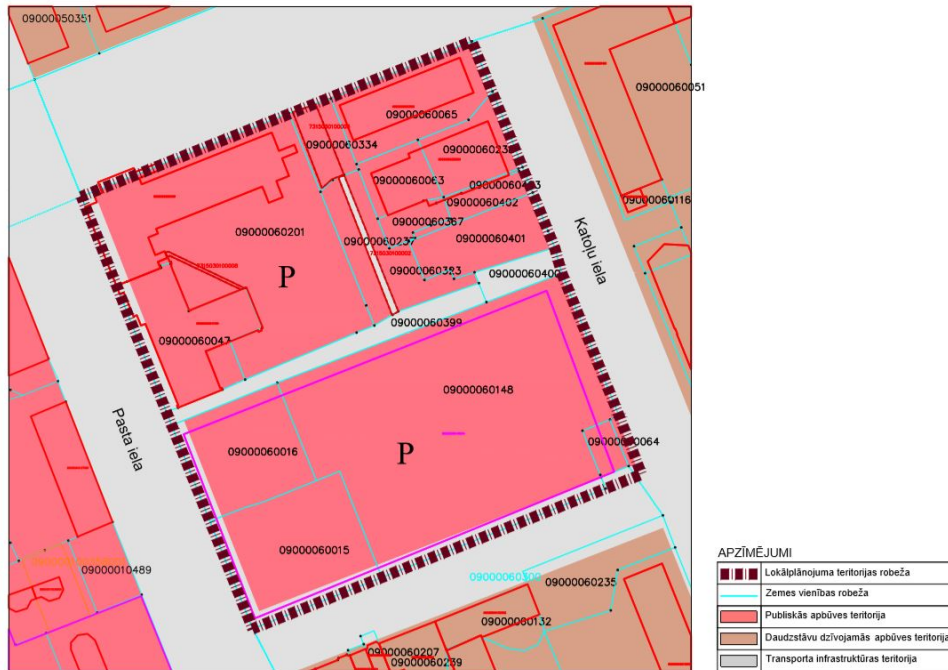 09000050351
09000060051
09000060065
09000060334
09000060063
09000060402
09000060116
09000060367
09000060201
09000060237
09000060401
09000060383
09000060400
Katoļu iela
P
09000060399
09000060047
09000060148
Pasta iela
09000060016
P
09000060064
09000060015
09000010489
09000060300
09000060235
09000060132
09000060207
09000060239
APZĪMĒJUMI
Lokālplānojuma teritorijas robeža
Zemes vienības robeža
Publiskās apbūves teritorija
Daudzstāvu dzīvojamās apbūves teritorija
Transporta infrastruktūras teritorija